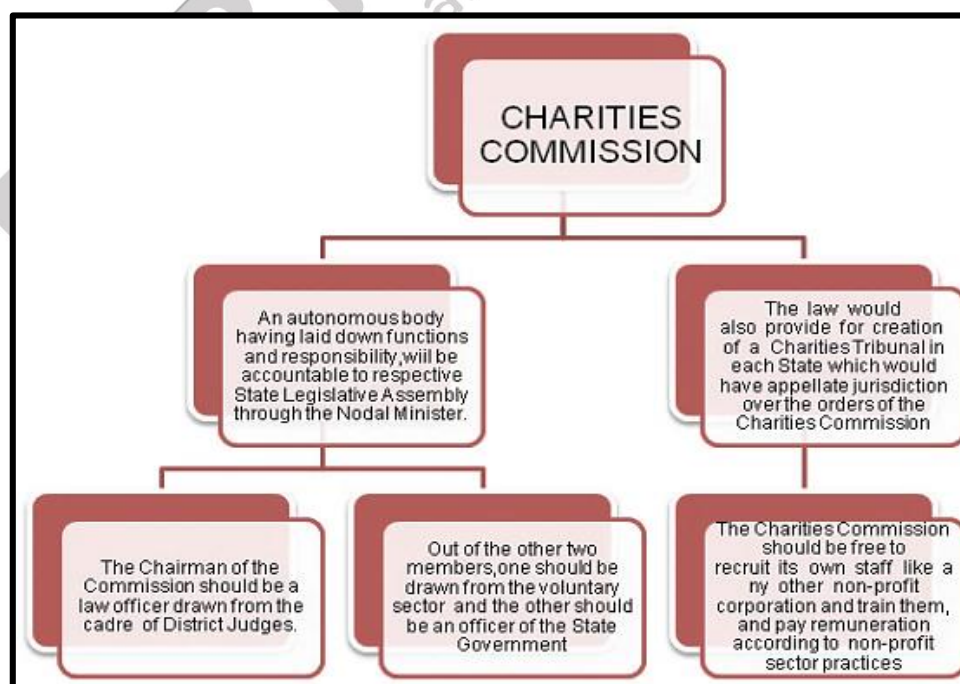 CHARITIES
COMMISSION
An autonomous body
having laid down functions
and responsibility,wiil be
accountable to respective
State Legislative Assembly
through the Nodal Minister.
The law would
also provide for creation
of a Charities Tribunal in
each State which would
have appellate jurisdiction
over the orders of the
Charities Commission
The Chairman of the
Commission should be a
law officer drawn from the
cadre of District Judges.
Out of the other two
members,one should be
drawn from the voluntary
sector and the other should
be an officer of the State
Government
The Charities Commission
should be free to
recruit its own staff like a
ny other non-profit
corporation and train them,
and pay remuneration
according to non-profit
sector practices